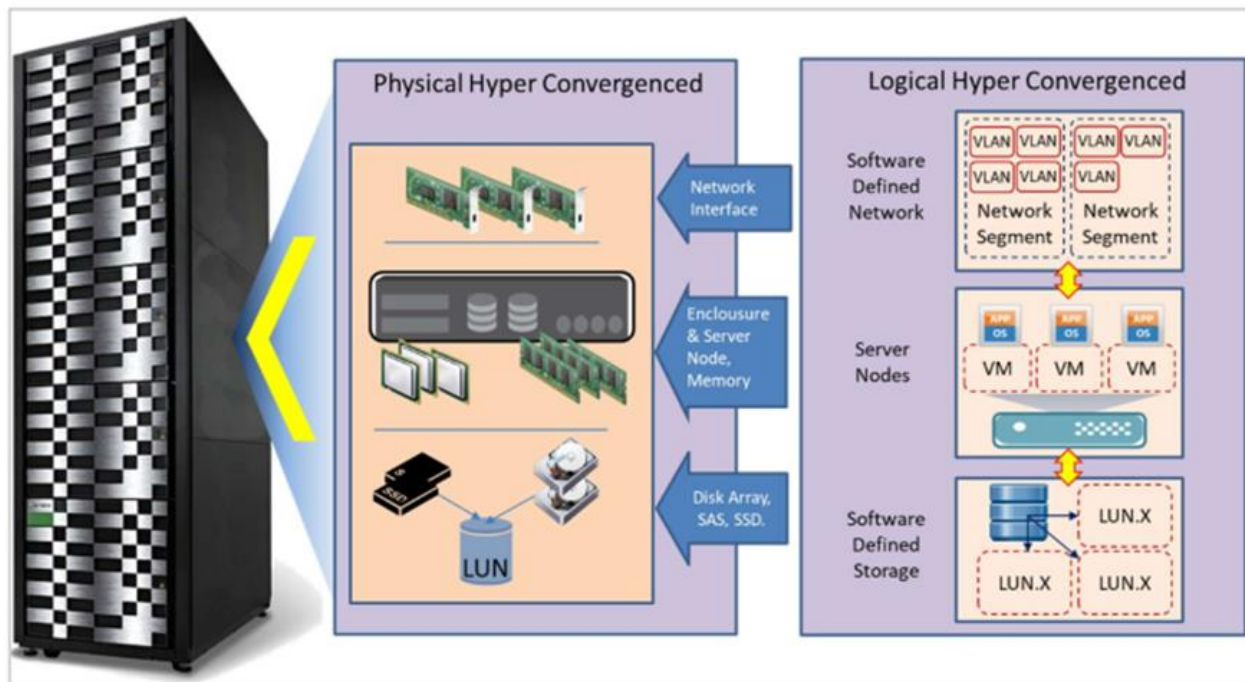 Physical Hyper Convergenced
Network
Interface
Enclousure
& Server
Node,
Memory
S
SSD
LUN
Disk Array,
SAS, SSD.
Logical Hyper Convergenced
Software
Defined
Network
VLAN VLAN
VLAN VLAN
Network
Segment
VLAN VLAN
VLAN
Network
Segment
Server
Nodes
APP
OS
APP
OS
APP
OS
VM
VM
VM
Software
Defined
Storage
LUN.X
LUN.X
LUN.X